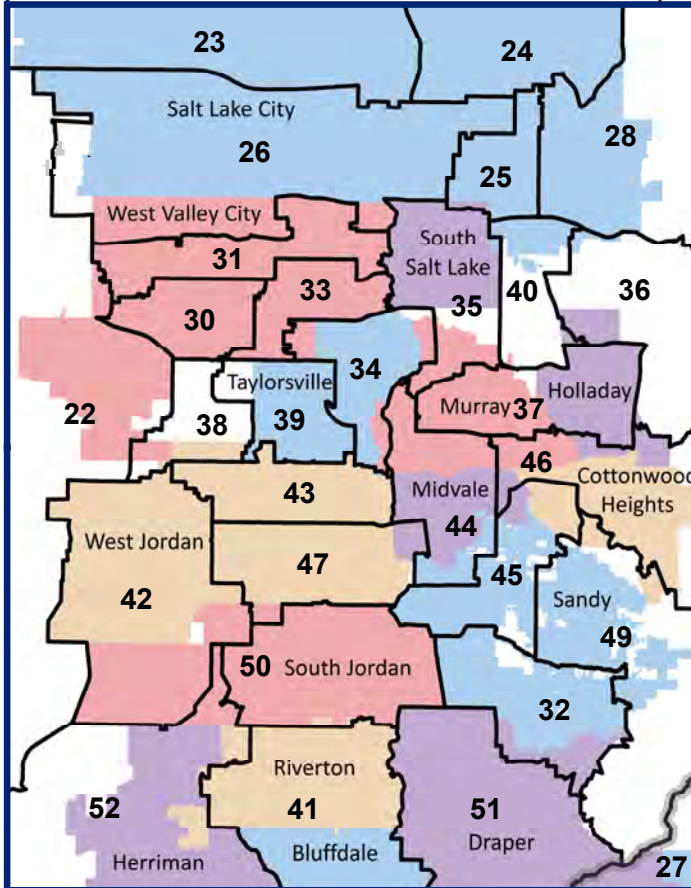 23
24
Salt Lake City
26
28
25
West Valley City
South
Salt Lake
31
33
35
40
36
30
34
Taylorsville
22
38
39
Murray 37
Holladay
46
43
Midvale
Cottonwood
Heights
44
West Jordan
47
45
42
Sandy
49
50 South Jordan
32
Riverton
52
41
51
Draper
Herriman
Bluffdale
27